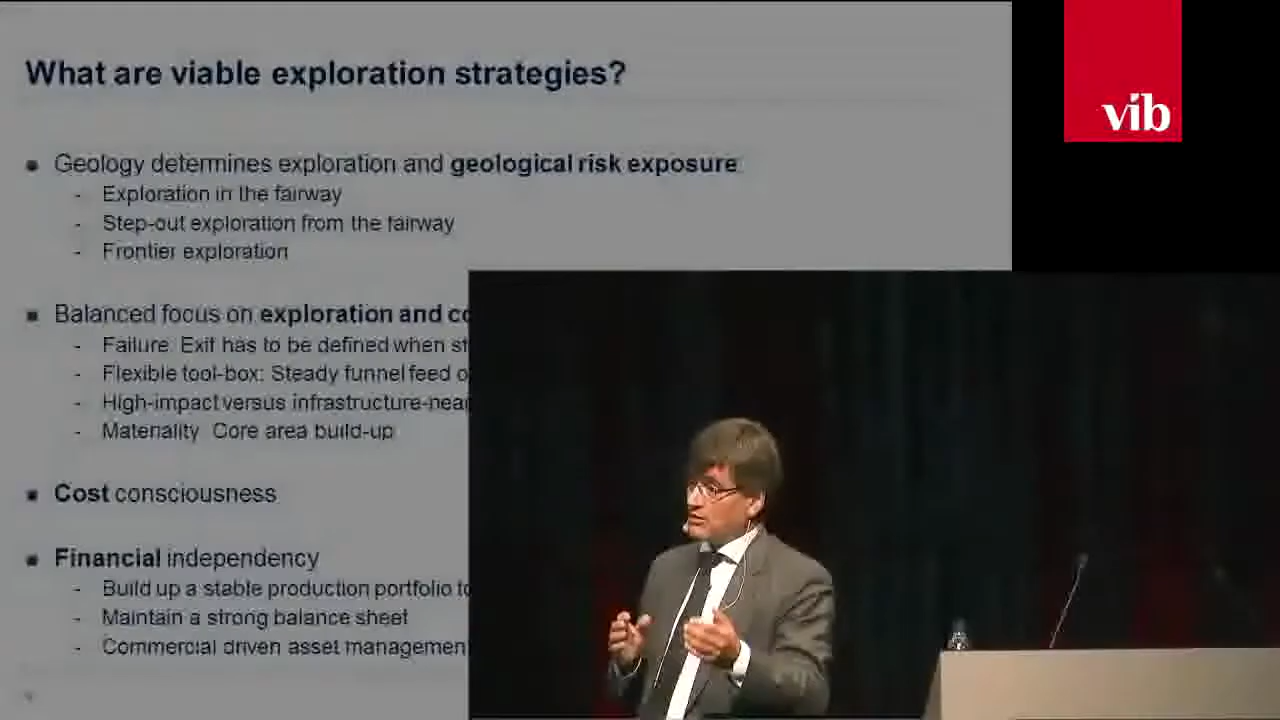 What are viable exploration strategies?
Geology determines exploration and geological risk exposure
- Exploration in the fairway
- Step-out exploration from the fairway
- Frontier exploration
Balanced focus on exploration and
- Failure: Exit has to be defined when
- Flexible tool-box: Steady funnel feed
- High-impact versus
- Materiality Core area build-up
Cost consciousness
Financial independency
- Build up a stable production portfolio
- Maintain a strong balance sheet
- Commercial driven asset
vib